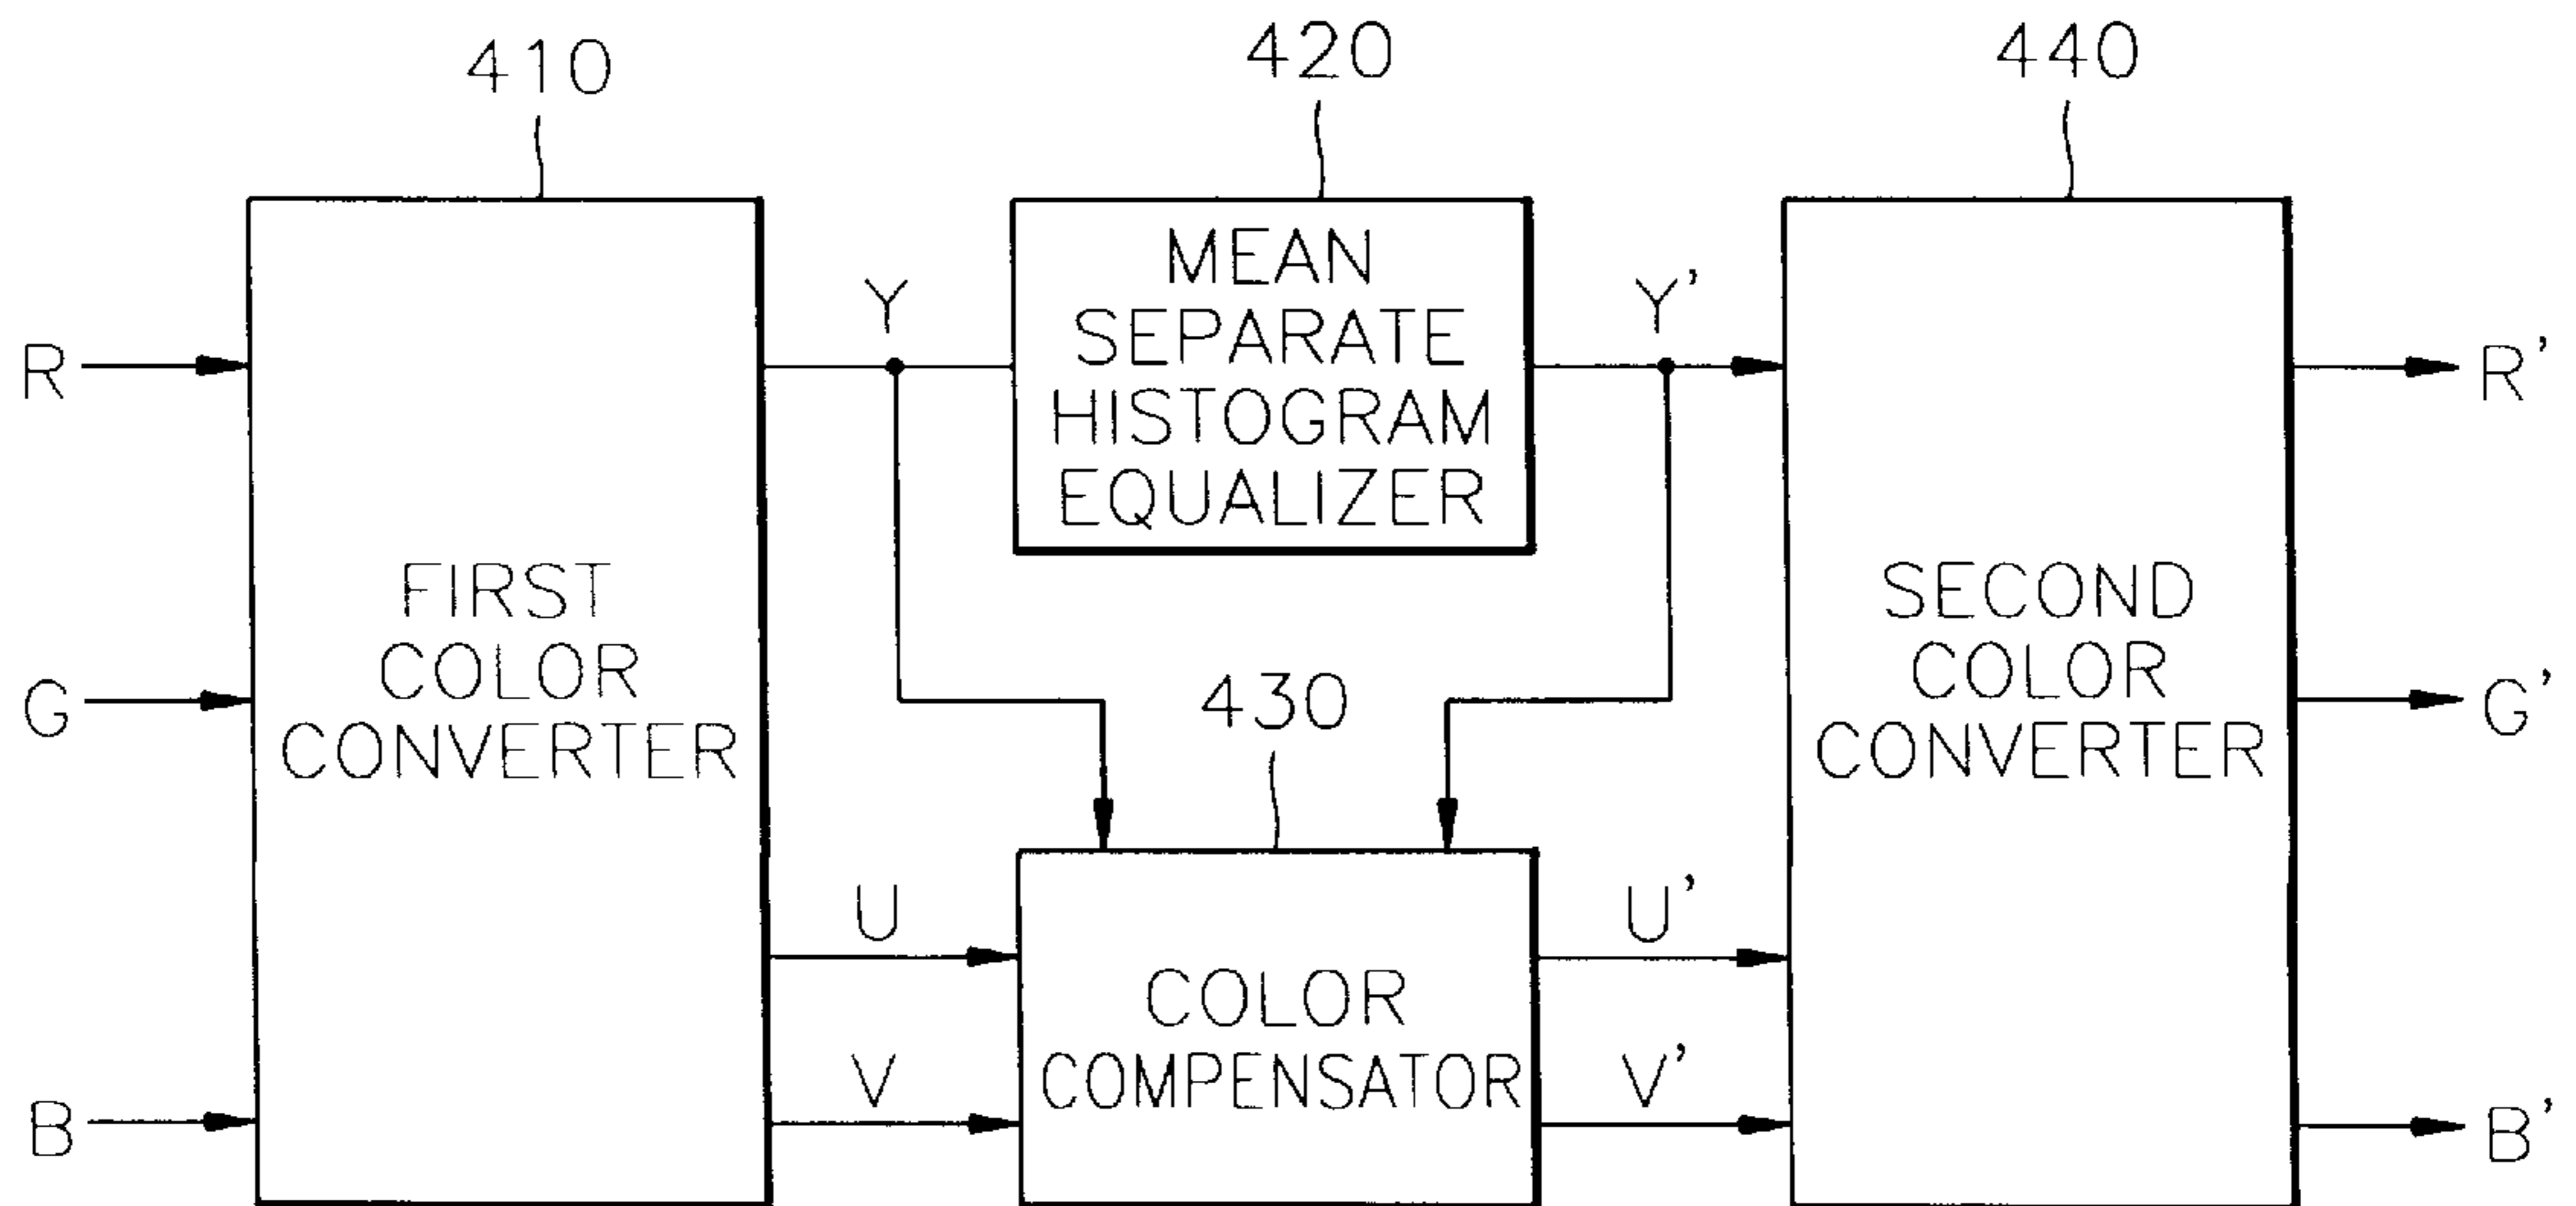 410
420
440
R
G
B
FIRST
COLOR
CONVERTER
Y
MEAN
SEPARATE
HISTOGRAM
EQUALIZER
Y'
430
U
V
COLOR
COMPENSATOR
U'
V'
SECOND
COLOR
CONVERTER
R'
G'
B'